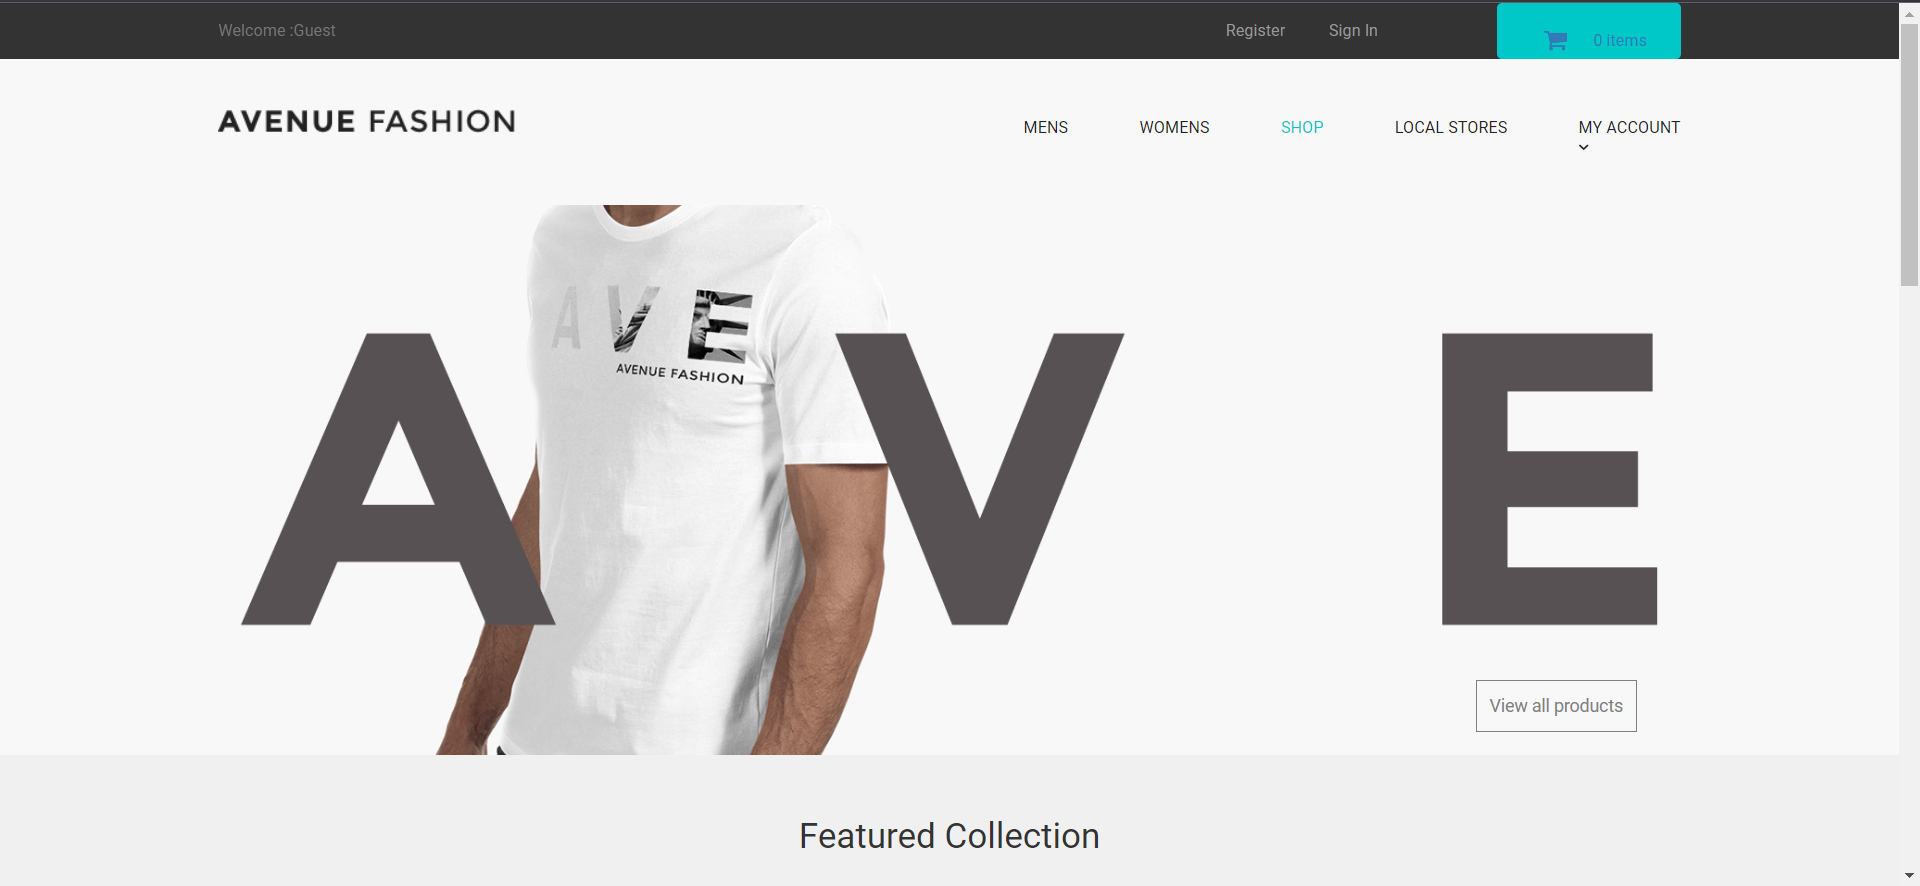 Welcome :Guest
Register
Sign In
0 items
AVENUE FASHION
MENS
WOMENS
SHOP
LOCAL STORES
MY ACCOUNT
AVE
AVENUE FASHION
AVE
View all products
Featured Collection